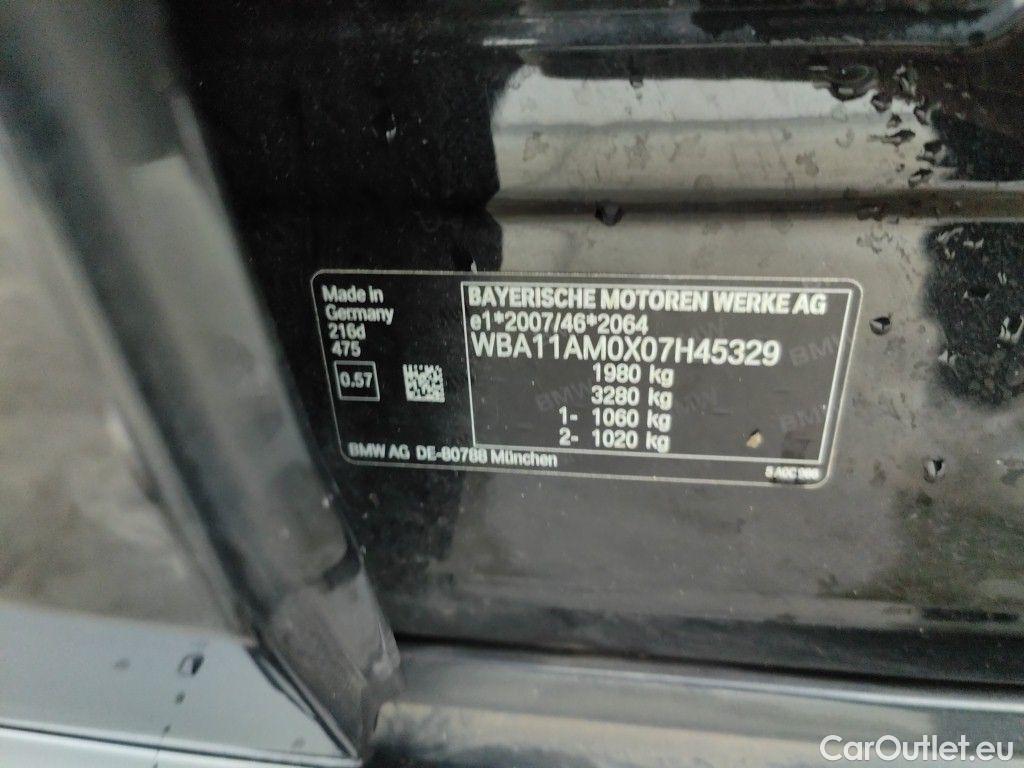 Made in
Germany
216d
475
0.57
BAYERISCHE MOTOREN WERKE AG
e1*2007/46*2064
WBA11AM0X07H45329
1980 kg
3280 kg
1- 1060 kg
2- 1020 kg
BMW AG DE-80788 München
CarOutlet.eu